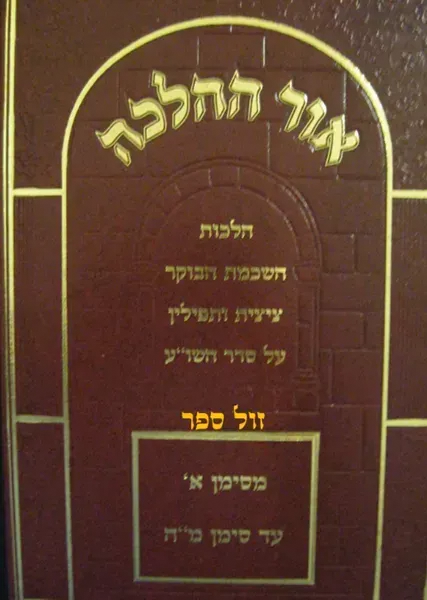 אור ההלכה
הלכות
השכמת הבוקר
ציצית ותפילין
על סדר השו״ע
זול ספר
מסימן א׳
עד סימן מ״ה